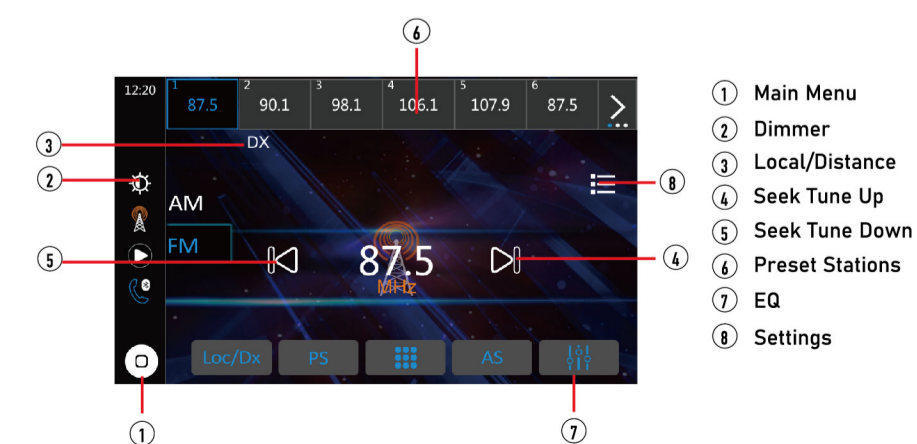 6
12:20
1 87.5 2 90.1 3 98.1 4 106.1 5 107.9 6 87.5
3 DX
2
8
AM
FM
5 87.5 4
MHz
Loc/Dx PS AS
1 7
1 Main Menu
2 Dimmer
3 Local/Distance
4 Seek Tune Up
5 Seek Tune Down
6 Preset Stations
7 EQ
8 Settings